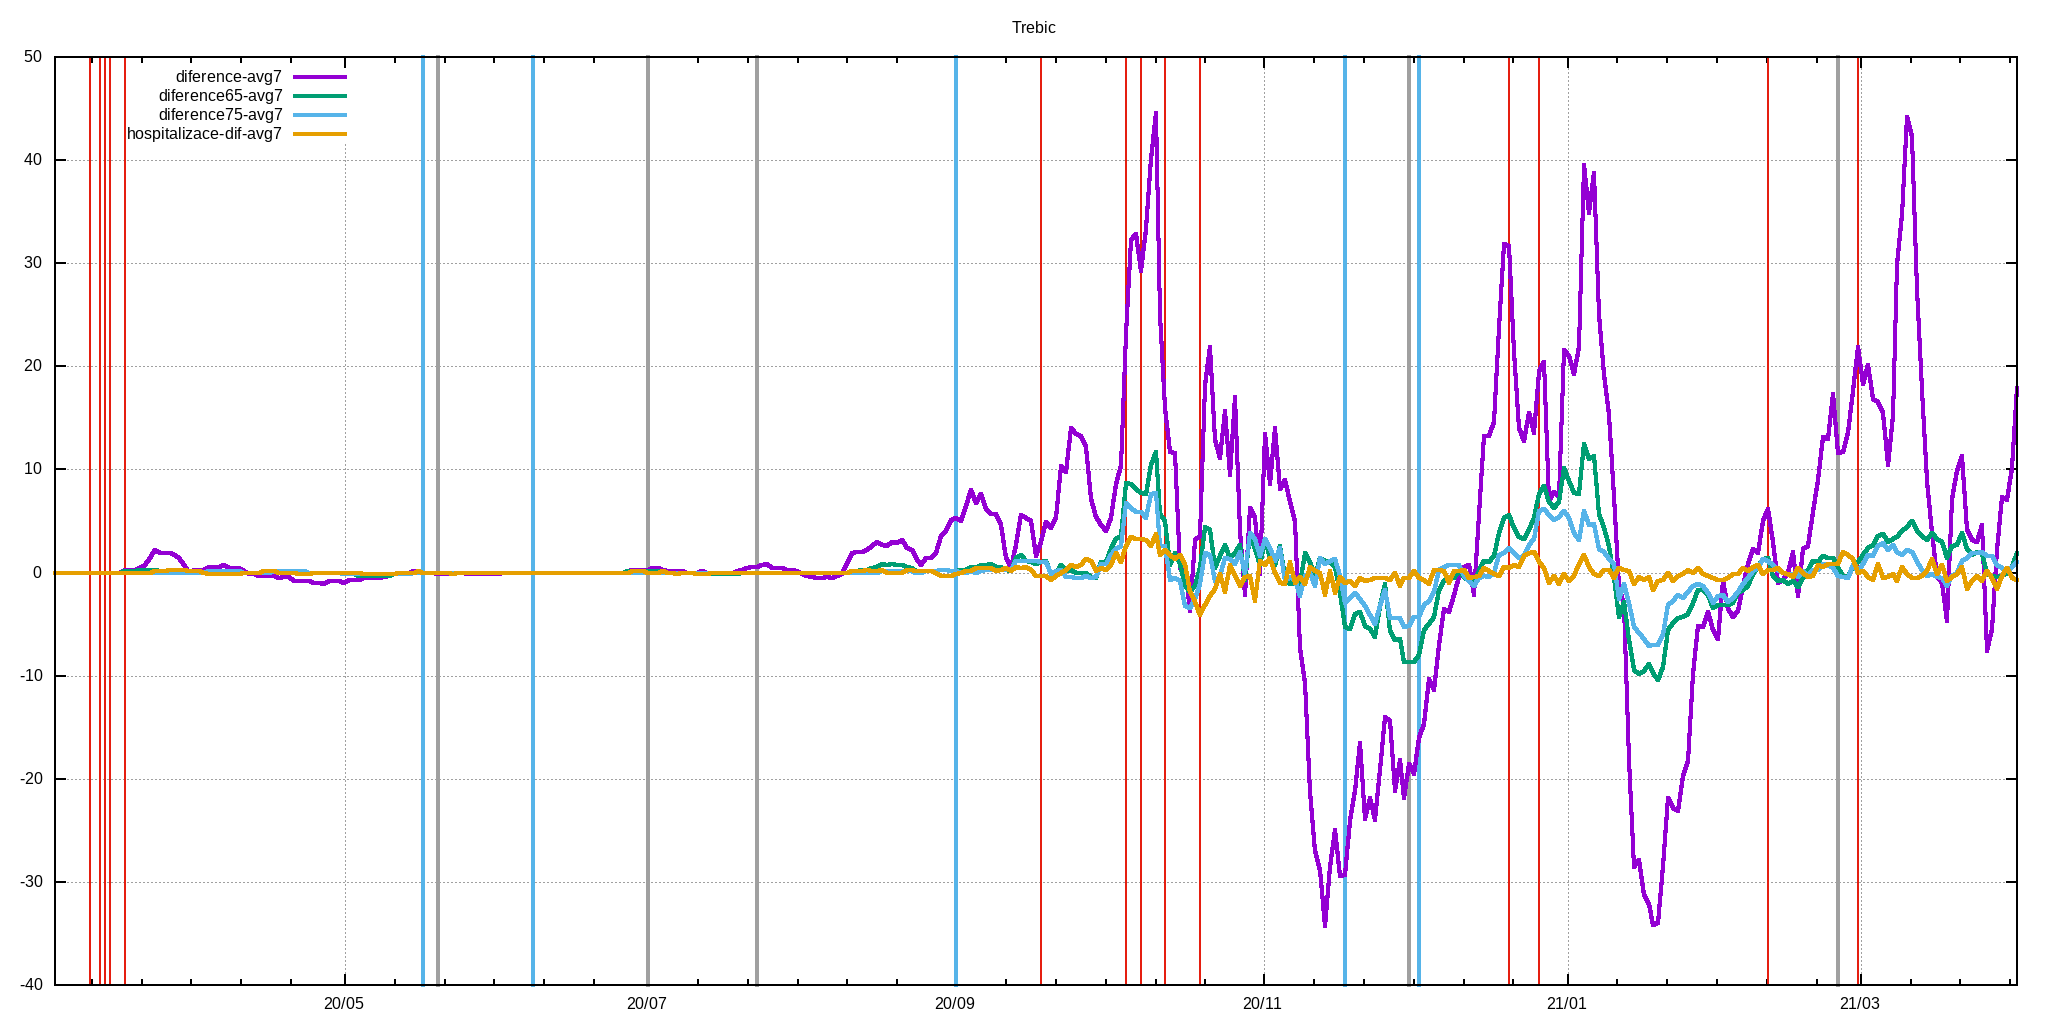 Trebic
diference-avg7
diference65-avg7
diference75-avg7
hospitalizace-dif-avg7
50
40
30
20
10
0
-10
-20
-30
-40
20/05 20/07 20/09 20/11 21/01 21/03